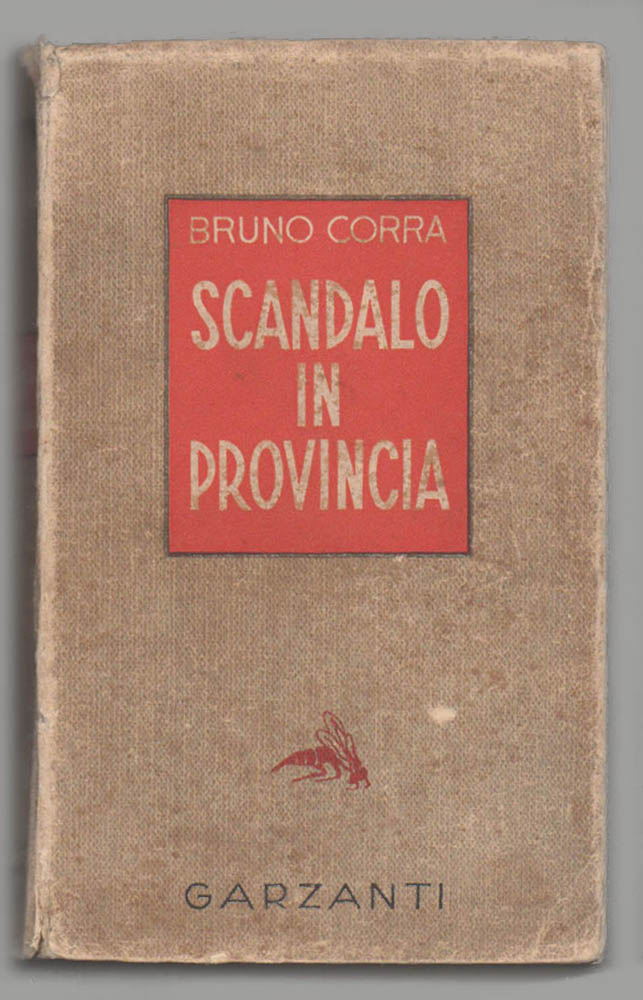 BRUNO CORRA
SCANDALO
IN
PROVINCIA
GARZANTI